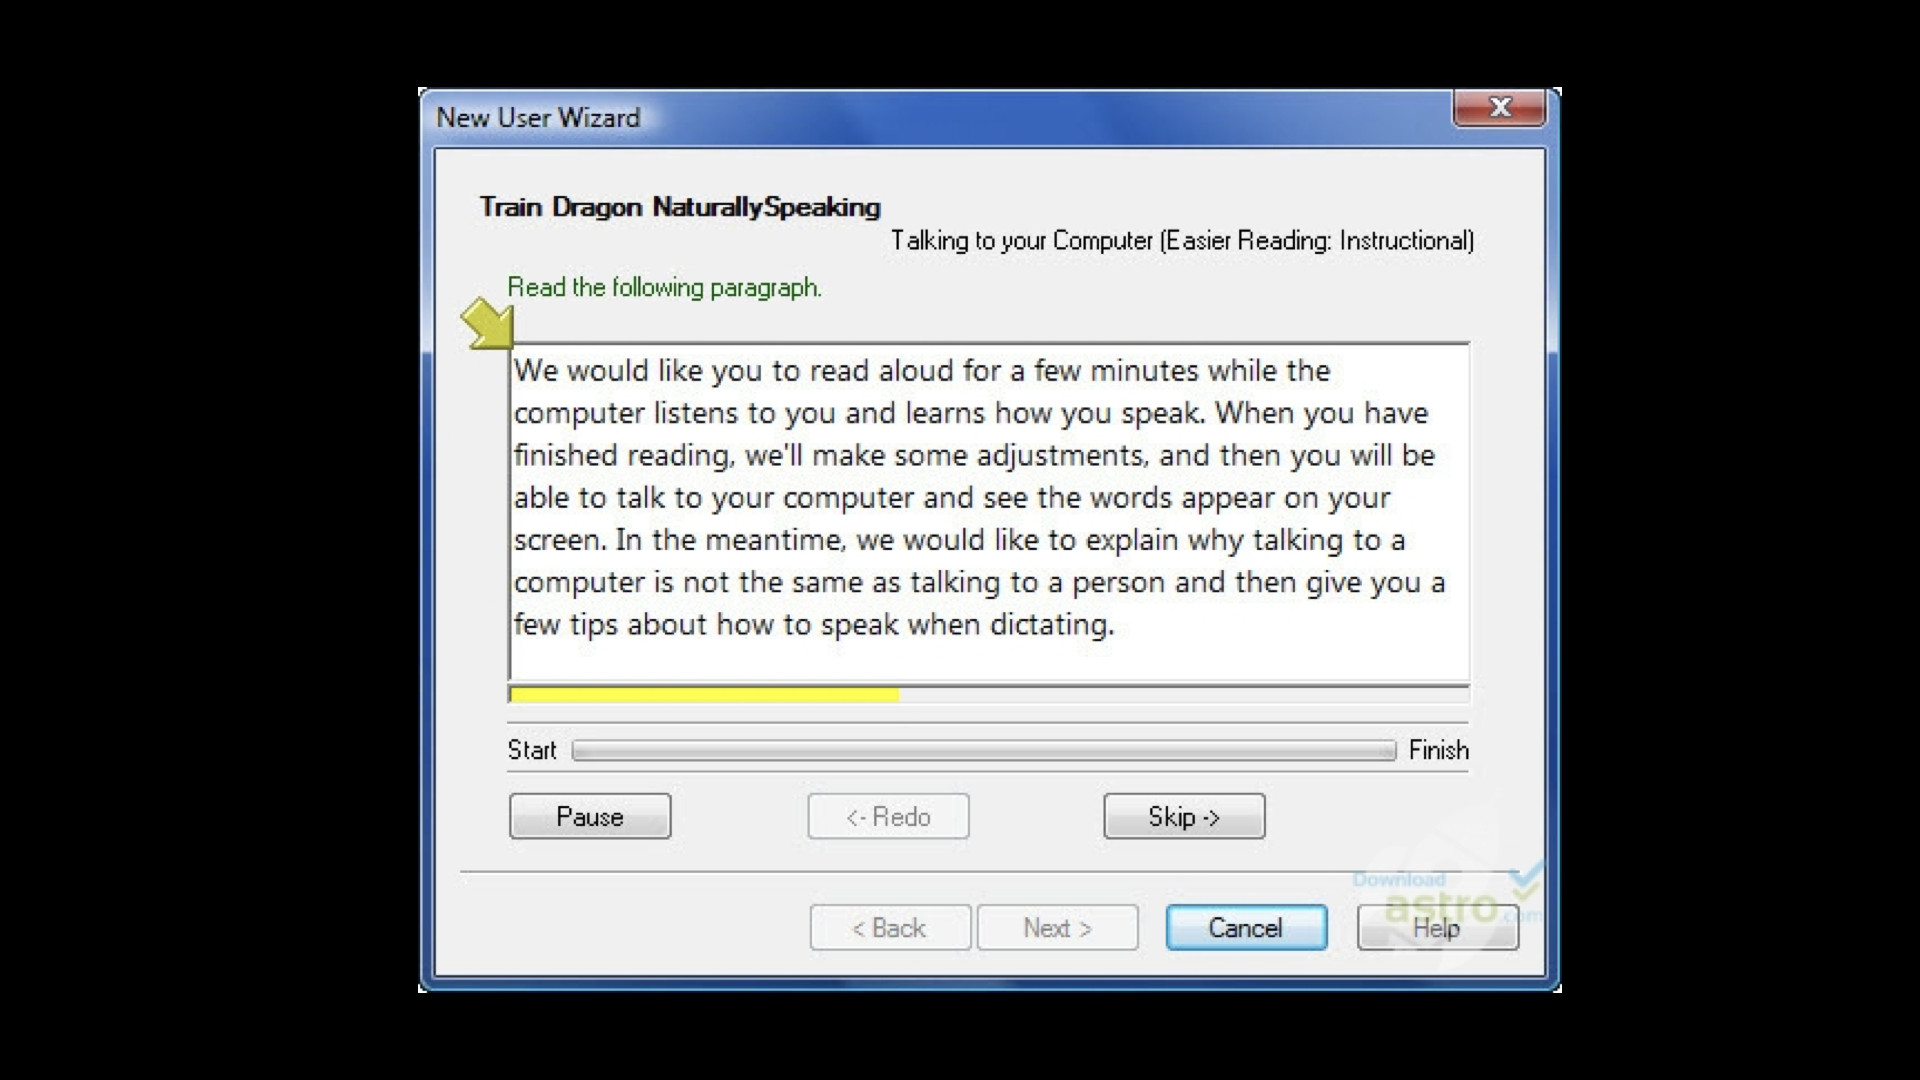 New User Wizard
X
Train Dragon NaturallySpeaking
Talking to your Computer (Easier Reading: Instructional)
Read the following paragraph.
We would like you to read aloud for a few minutes while the
computer listens to you and learns how you speak. When you have
finished reading, we'll make some adjustments, and then you will be
able to talk to your computer and see the words appear on your
screen. In the meantime, we would like to explain why talking to a
computer is not the same as talking to a person and then give you a
few tips about how to speak when dictating.
Start Finish
Pause <- Redo Skip ->
Download
astro.com
< Back Next > Cancel Help